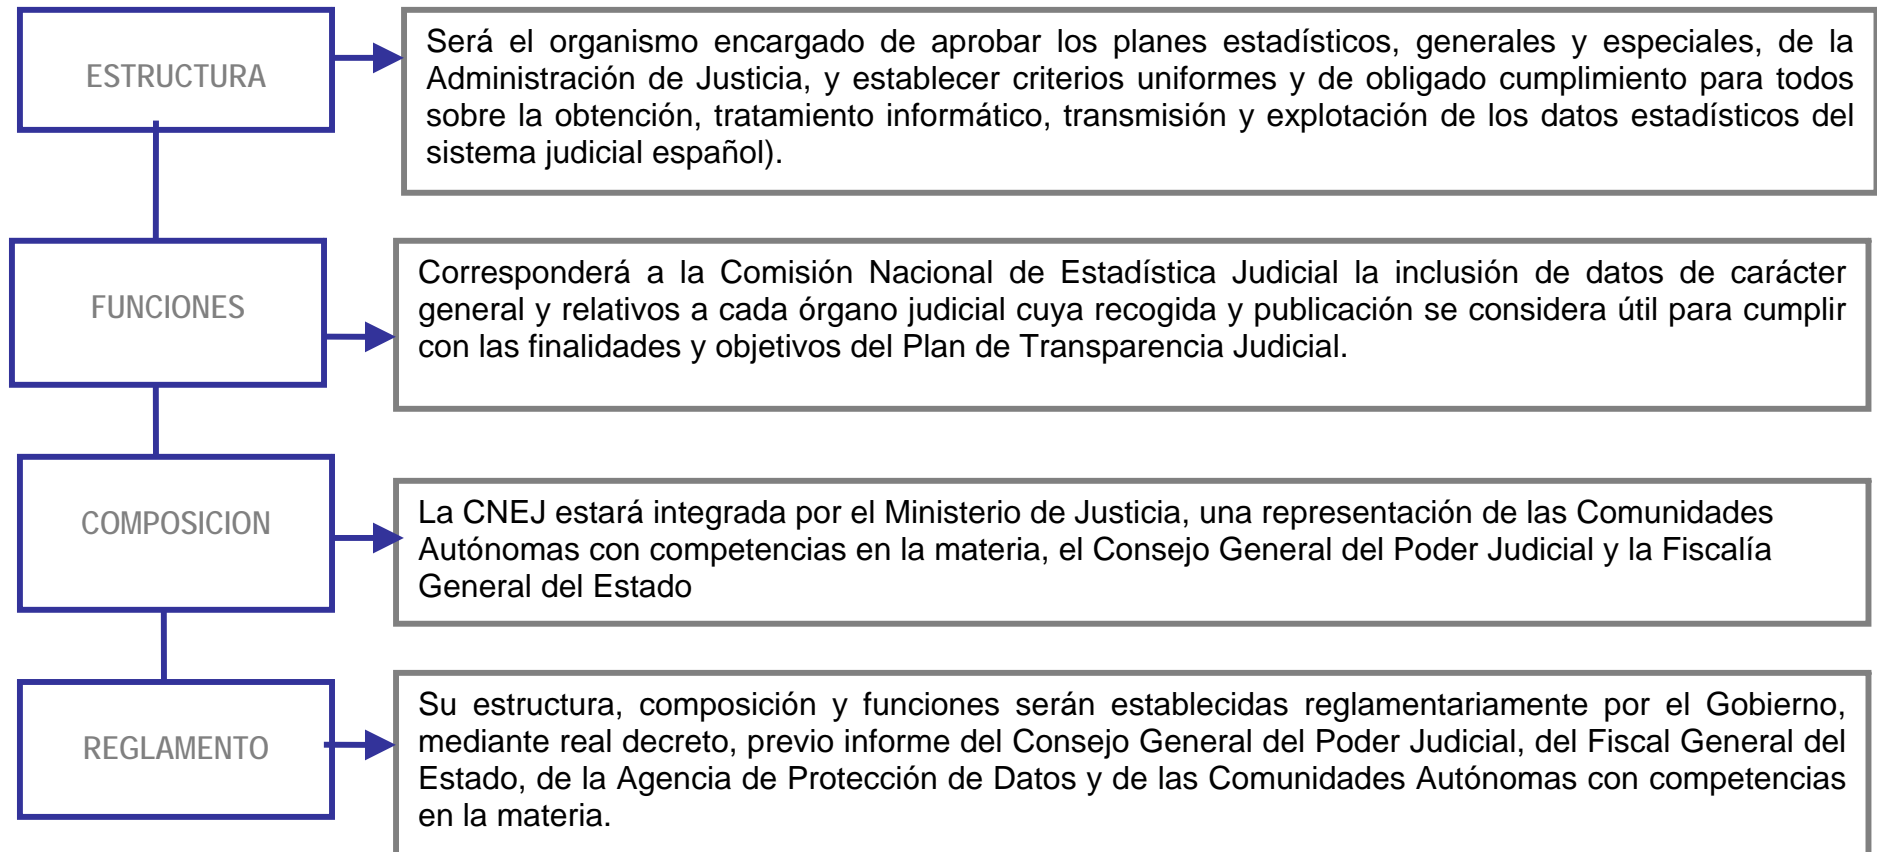 ESTRUCTURA
Será el organismo encargado de aprobar los planes estadísticos, generales y especiales, de la
Administración de Justicia, y establecer criterios uniformes y de obligado cumplimiento para todos
sobre la obtención, tratamiento informático, transmisión y explotación de los datos estadísticos del
sistema judicial español).
FUNCIONES
Corresponderá a la Comisión Nacional de Estadística Judicial la inclusión de datos de carácter
general y relativos a cada órgano judicial cuya recogida y publicación se considera útil para cumplir
con las finalidades y objetivos del Plan de Transparencia Judicial.
COMPOSICION
La CNEJ estará integrada por el Ministerio de Justicia, una representación de las Comunidades
Autónomas con competencias en la materia, el Consejo General del Poder Judicial y la Fiscalía
General del Estado
REGLAMENTO
Su estructura, composición y funciones serán establecidas reglamentariamente por el Gobierno,
mediante real decreto, previo informe del Consejo General del Poder Judicial, del Fiscal General del
Estado, de la Agencia de Protección de Datos y de las Comunidades Autónomas con competencias
en la materia.